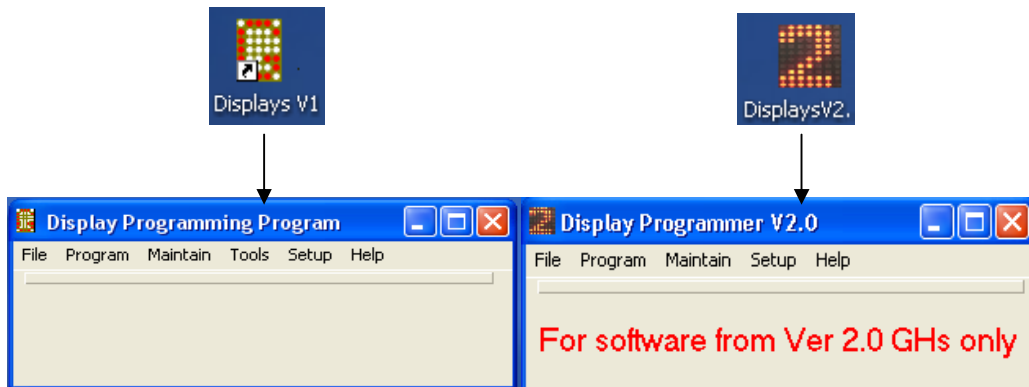 Displays V1
DisplaysV2.
Display Programming Program
File Program Maintain Tools Setup Help
Display Programmer V2.0
File Program Maintain Setup Help
For software from Ver 2.0 GHs only